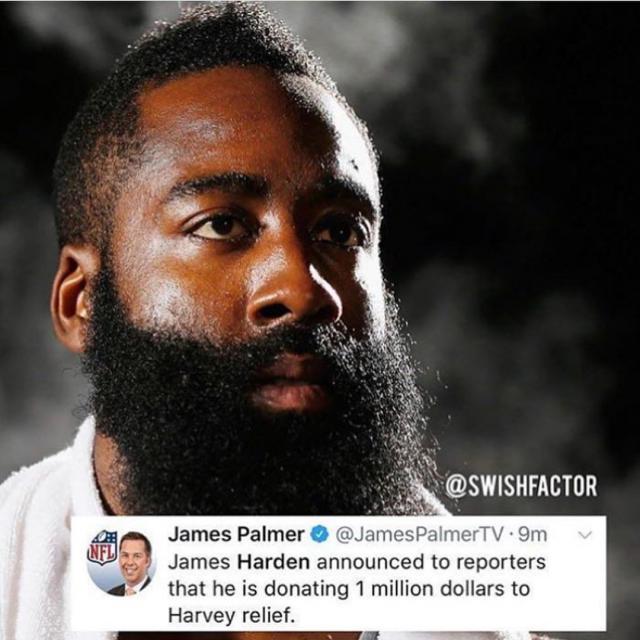 @SWISHFACTOR
NFL
James Palmer @JamesPalmerTV · 9m
James Harden announced to reporters
that he is donating 1 million dollars to
Harvey relief.